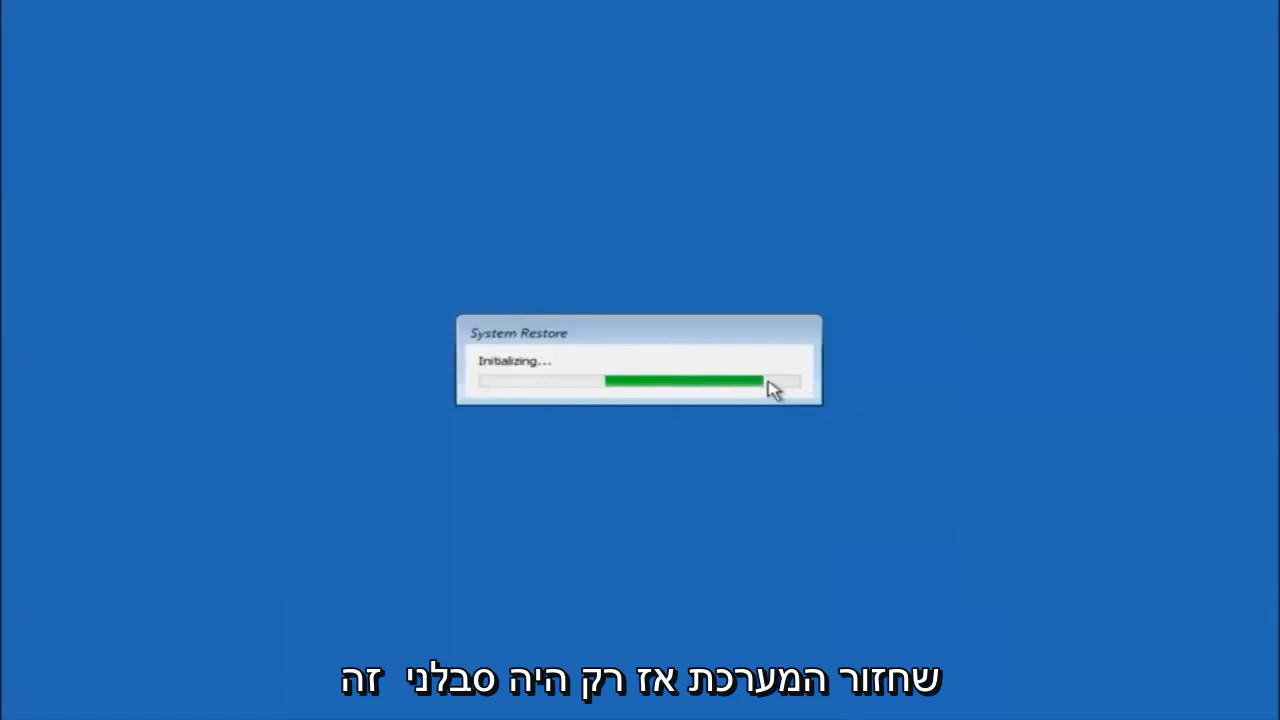 System Restore
Initializing...
שחזור המערכת אז רק היה סבלני  זה